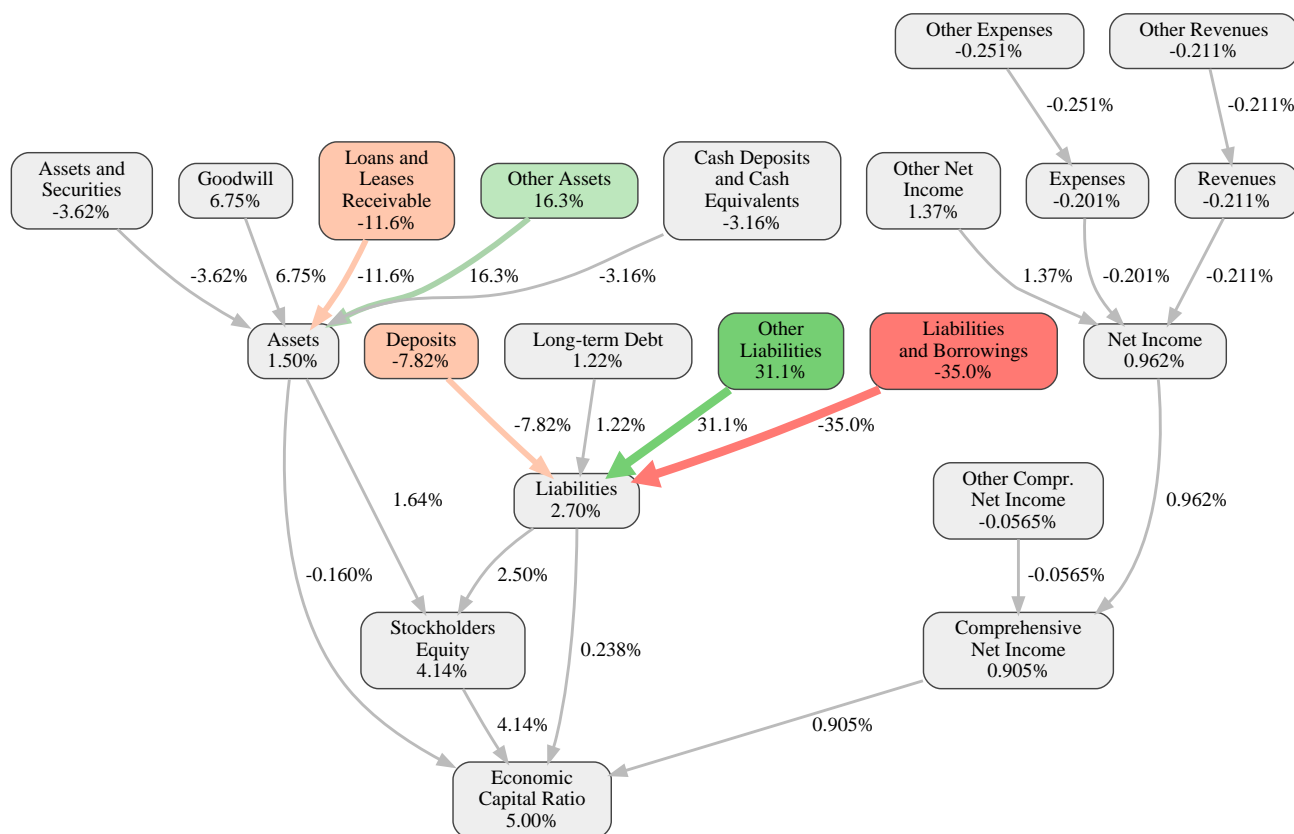 Other Expenses
-0.251%
Other Revenues
-0.211%
-0.251%
-0.211%
Assets and
Securities
-3.62%
Goodwill
6.75%
Loans and
Leases
Receivable
-11.6%
Other Assets
16.3%
Cash Deposits
and Cash
Equivalents
-3.16%
Other Net
Income
1.37%
Expenses
-0.201%
Revenues
-0.211%
-3.62%
6.75%
-11.6%
16.3%
-3.16%
1.37%
-0.201%
-0.211%
Assets
1.50%
Deposits
-7.82%
Long-term Debt
1.22%
Other
Liabilities
31.1%
Liabilities
and Borrowings
-35.0%
Net Income
0.962%
-7.82%
1.22%
31.1%
-35.0%
Liabilities
2.70%
Other Compr.
Net Income
-0.0565%
1.64%
0.962%
-0.160%
2.50%
-0.0565%
Stockholders
Equity
4.14%
0.238%
Comprehensive
Net Income
0.905%
4.14%
0.905%
Economic
Capital Ratio
5.00%